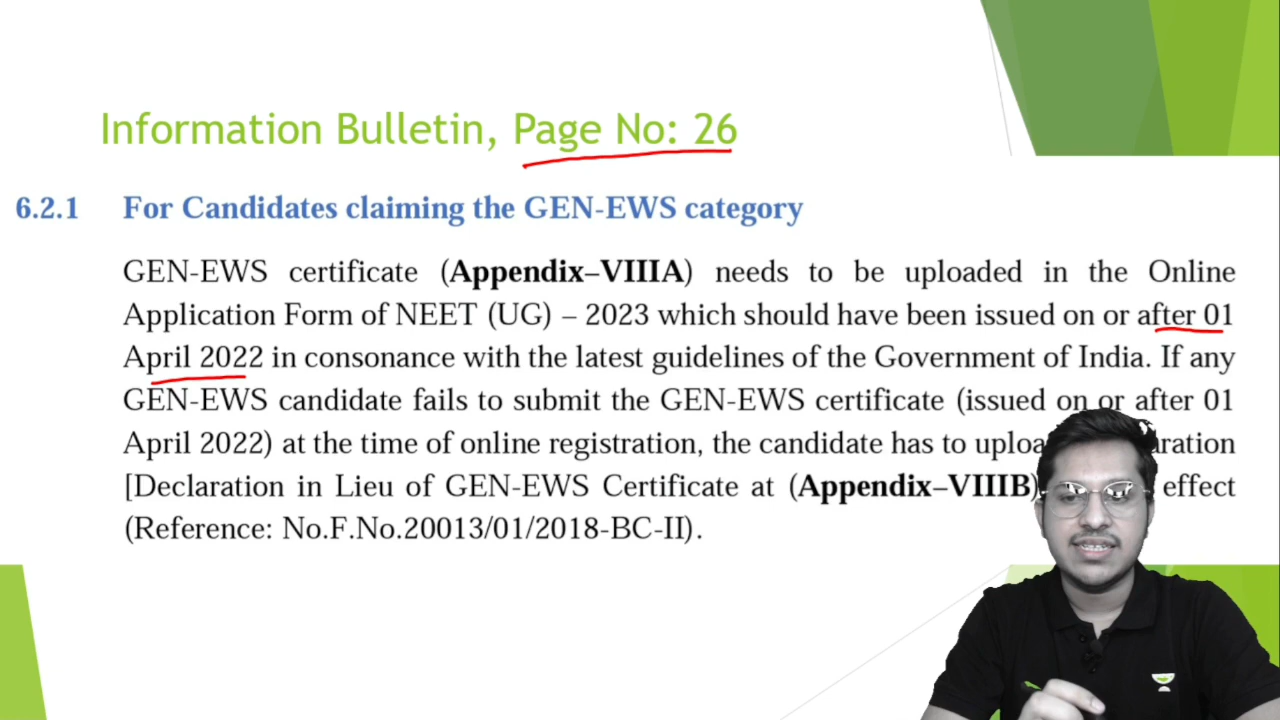 Information Bulletin, Page No: 26
6.2.1 For Candidates claiming the GEN-EWS category
GEN-EWS certificate (Appendix–VIIIA) needs to be uploaded in the Online
Application Form of NEET (UG) – 2023 which should have been issued on or after 01
April 2022 in consonance with the latest guidelines of the Government of India. If any
GEN-EWS candidate fails to submit the GEN-EWS certificate (issued on or after 01
April 2022) at the time of online registration, the candidate has to
[Declaration in Lieu of GEN-EWS Certificate at (Appendix–VIIIB) effect
(Reference: No.F.No.20013/01/2018-BC-II).